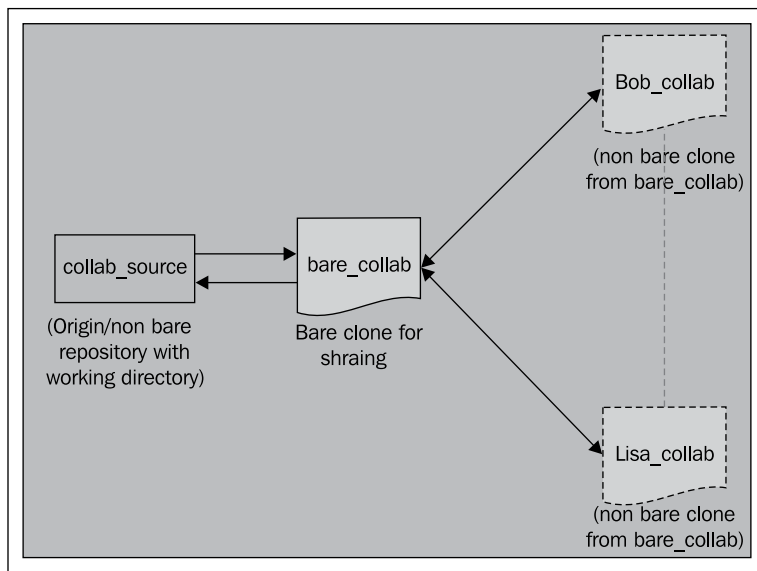 Bob_collab
(non bare clone
from bare_collab)
collab_source
(Origin/non bare
repository with
working directory)
bare_collab
Bare clone for
shraing
Lisa_collab
(non bare clone
from bare_collab)